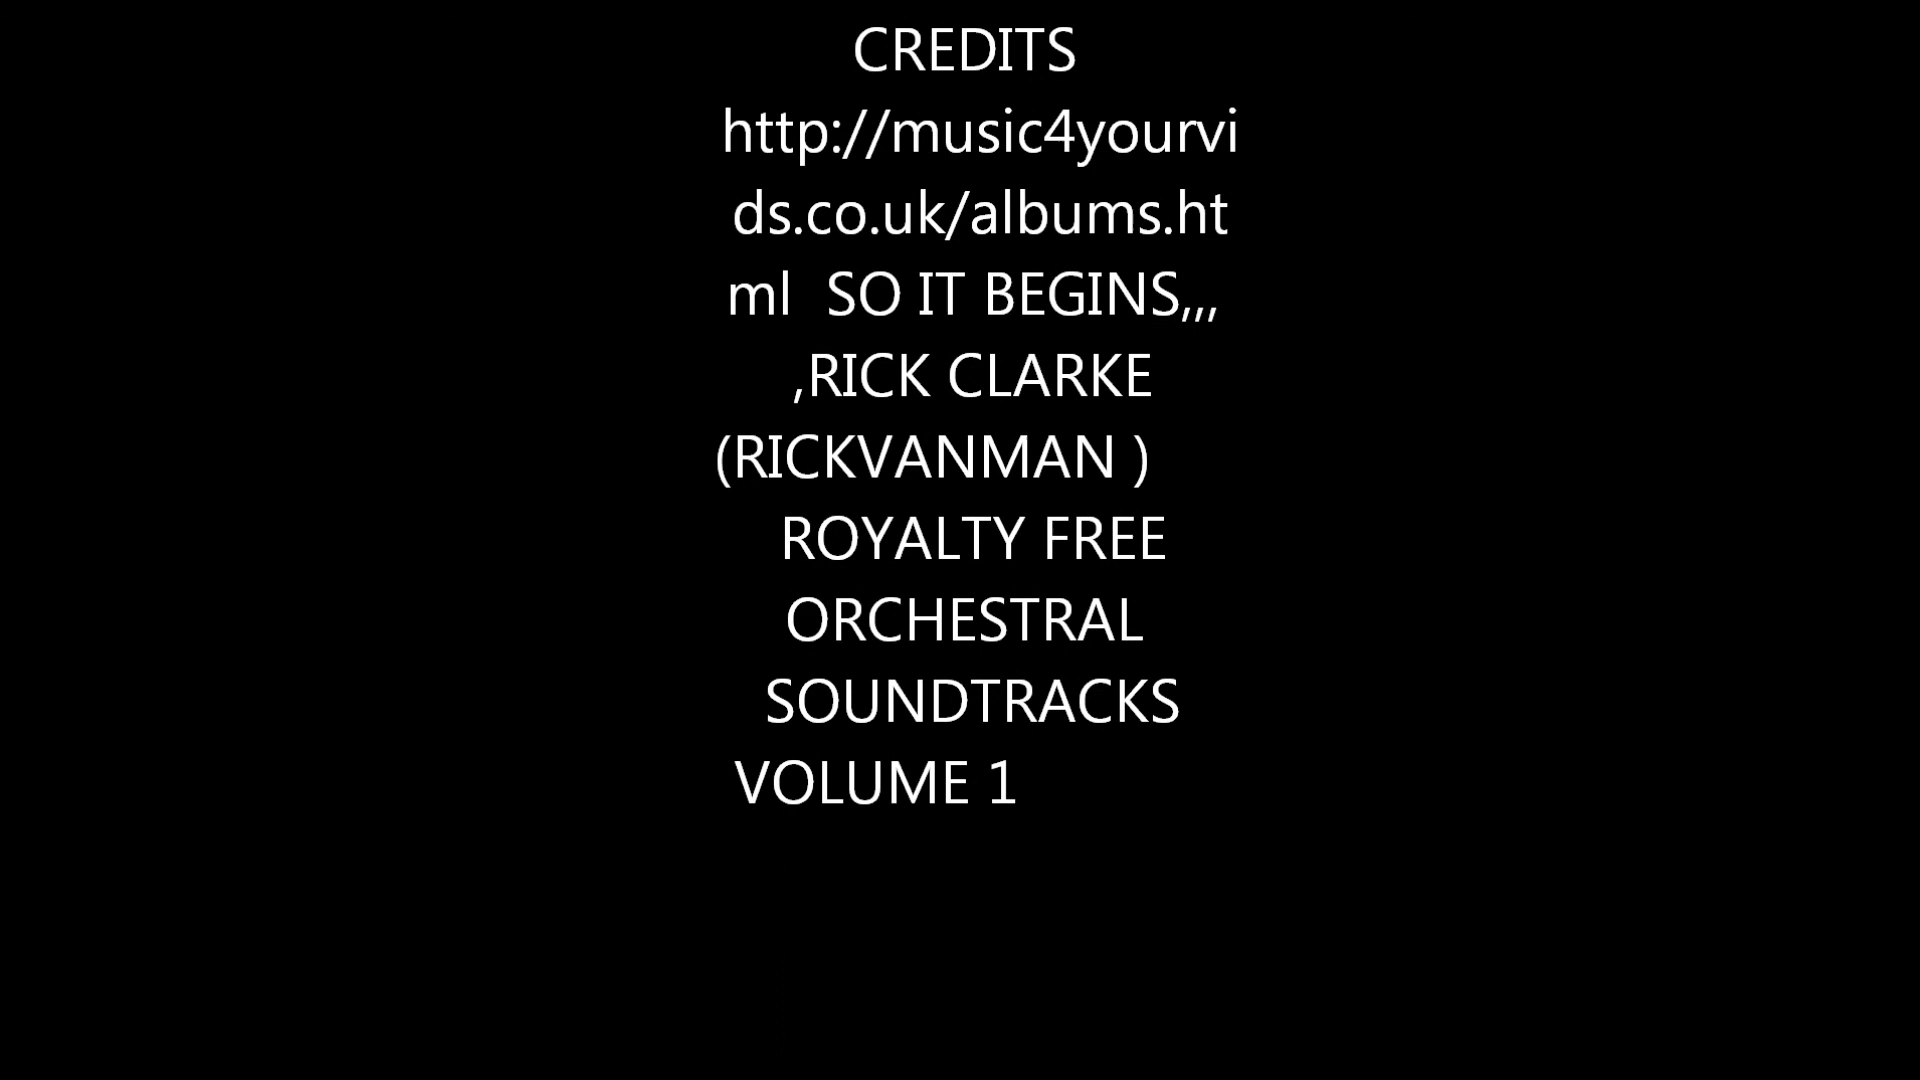 CREDITS
http://music4yourvi
ds.co.uk/albums.ht
ml  SO IT BEGINS,,,
,RICK CLARKE
(RICKVANMAN )
ROYALTY FREE
ORCHESTRAL
SOUNDTRACKS
VOLUME 1